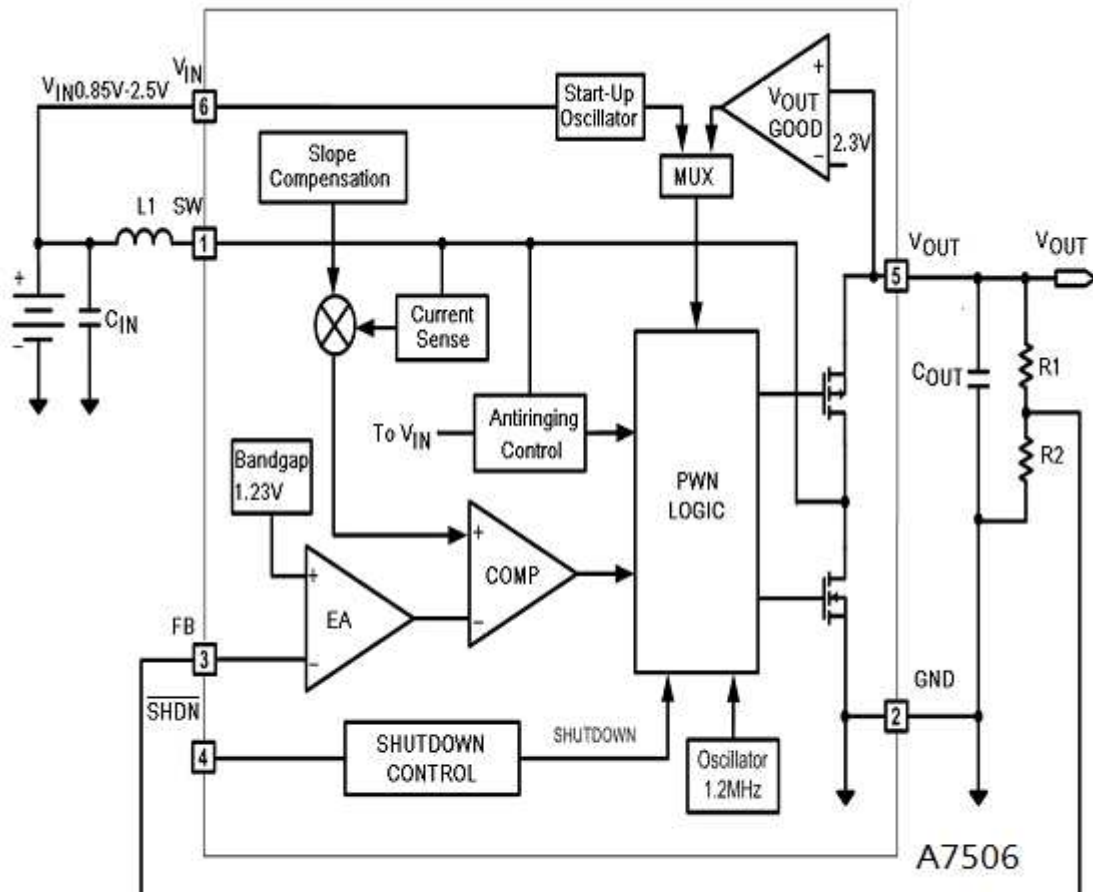 VIN
VIN0.85V-2.5V
6
Start-Up
Oscillator
+
VOUT
GOOD
2.3V
−
MUX
Slope
Compensation
L1
SW
1
VOUT
VOUT
5
+
−
CIN
Current
Sense
COUT
R1
R2
To VIN
Antiringing
Control
PWN
LOGIC
Bandgap
1.23V
+
COMP
−
+
EA
−
FB
3
SHDN
4
SHUTDOWN
CONTROL
SHUTDOWN
Oscillator
1.2MHz
GND
2
A7506